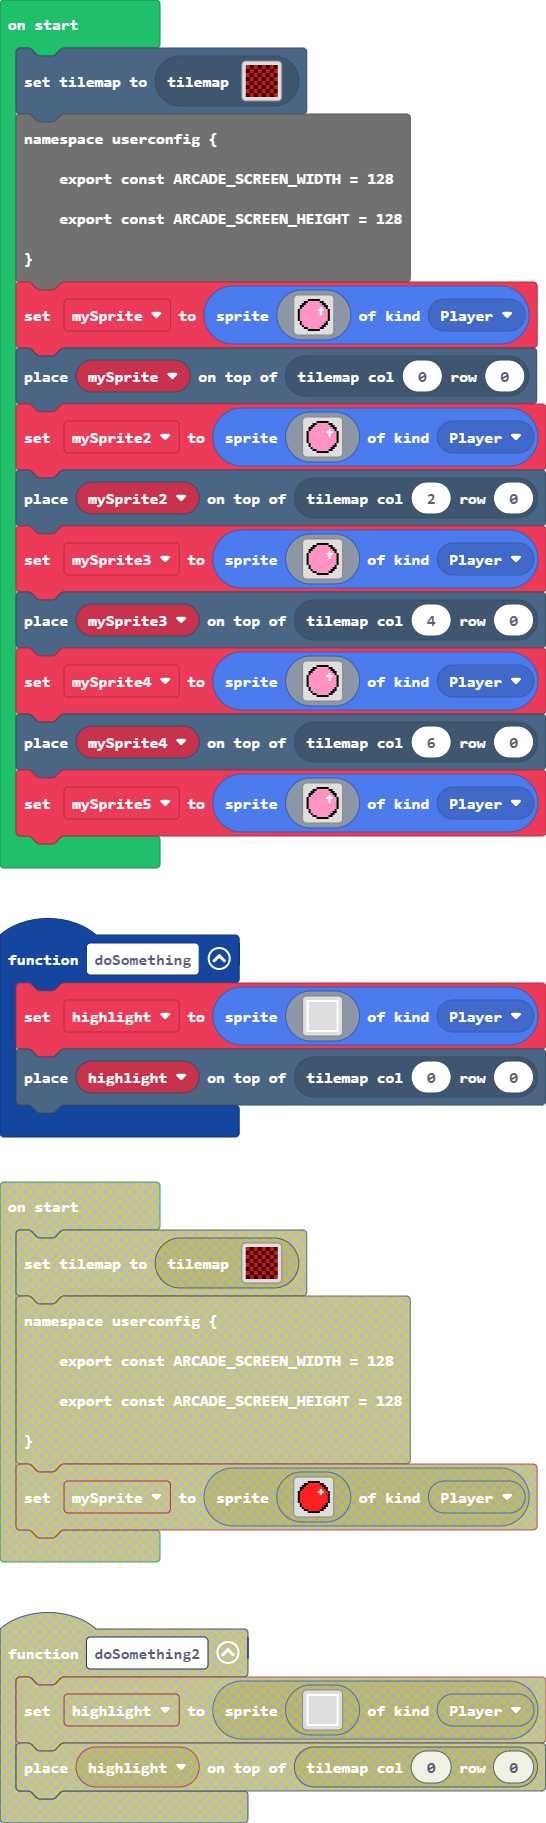 on start
set tilemap to tilemap
namespace userconfig {
export const ARCADE_SCREEN_WIDTH = 128
export const ARCADE_SCREEN_HEIGHT = 128
}
set mySprite to sprite of kind Player
place mySprite on top of tilemap col 0 row 0
set mySprite2 to sprite of kind Player
place mySprite2 on top of tilemap col 2 row 0
set mySprite3 to sprite of kind Player
place mySprite3 on top of tilemap col 4 row 0
set mySprite4 to sprite of kind Player
place mySprite4 on top of tilemap col 6 row 0
set mySprite5 to sprite of kind Player
function doSomething
set highlight to sprite of kind Player
place highlight on top of tilemap col 0 row 0
on start
set tilemap to tilemap
namespace userconfig {
export const ARCADE_SCREEN_WIDTH = 128
export const ARCADE_SCREEN_HEIGHT = 128
}
set mySprite to sprite of kind Player
function doSomething2
set highlight to sprite of kind Player
place highlight on top of tilemap col 0 row 0